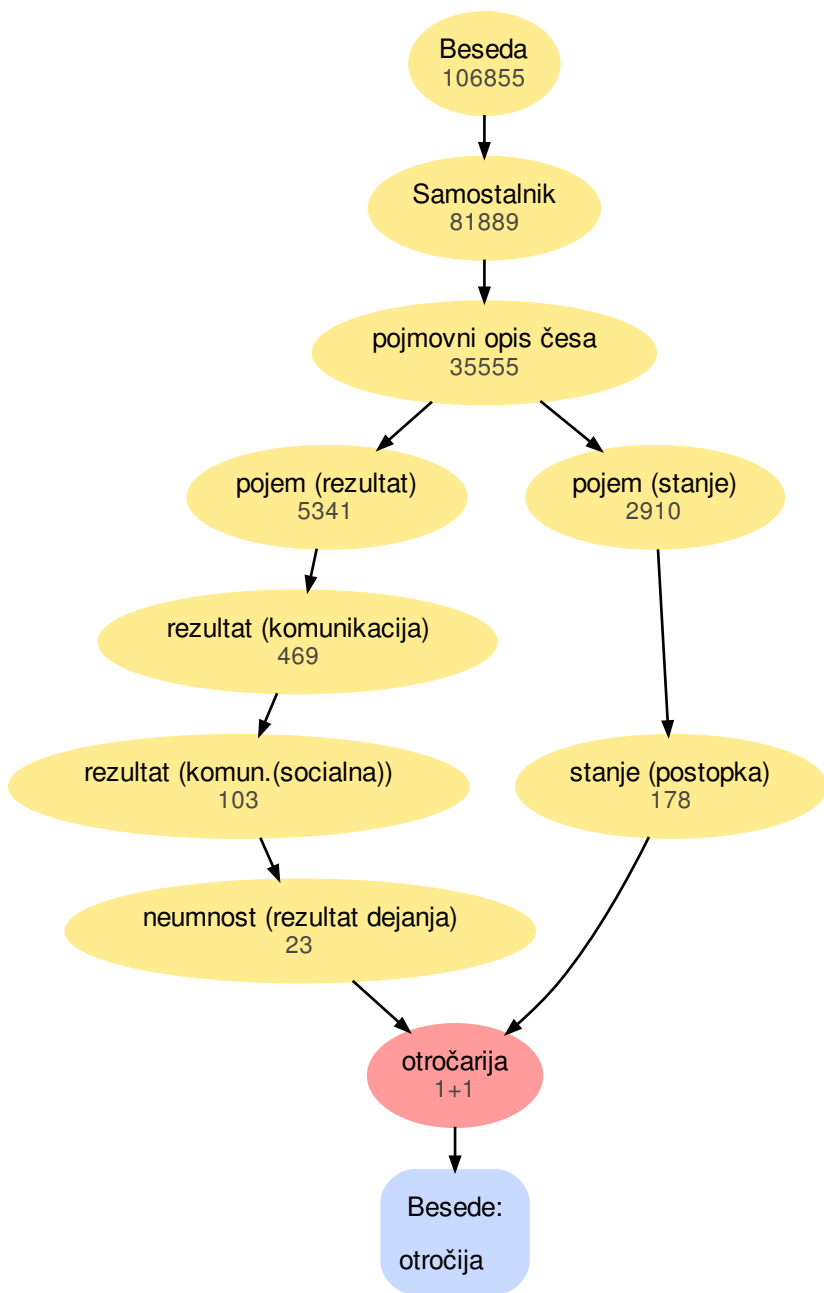 Beseda
106855
Samostalnik
81889
pojmovni opis česa
35555
pojem (rezultat)
5341
pojem (stanje)
2910
rezultat (komunikacija)
469
rezultat (komun.(socialna))
103
stanje (postopka)
178
neumnost (rezultat dejanja)
23
otročarija
1+1
Besede:
otročija